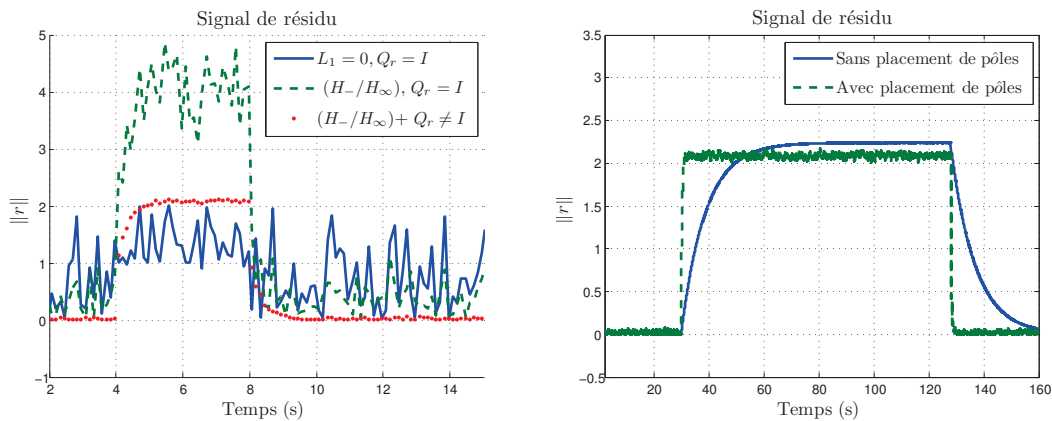 Signal de résidu
5
4
3
2
1
0
−1
2
4
6
8
10
12
14
||r||
Temps (s)
L₁ = 0, Qᵣ = I
(H₋/H∞), Qᵣ = I
(H₋/H∞)+ Qᵣ ≠ I
Signal de résidu
3.5
3
2.5
2
1.5
1
0.5
0
−0.5
20
40
60
80
100
120
140
160
||r||
Temps (s)
Sans placement de pôles
Avec placement de pôles